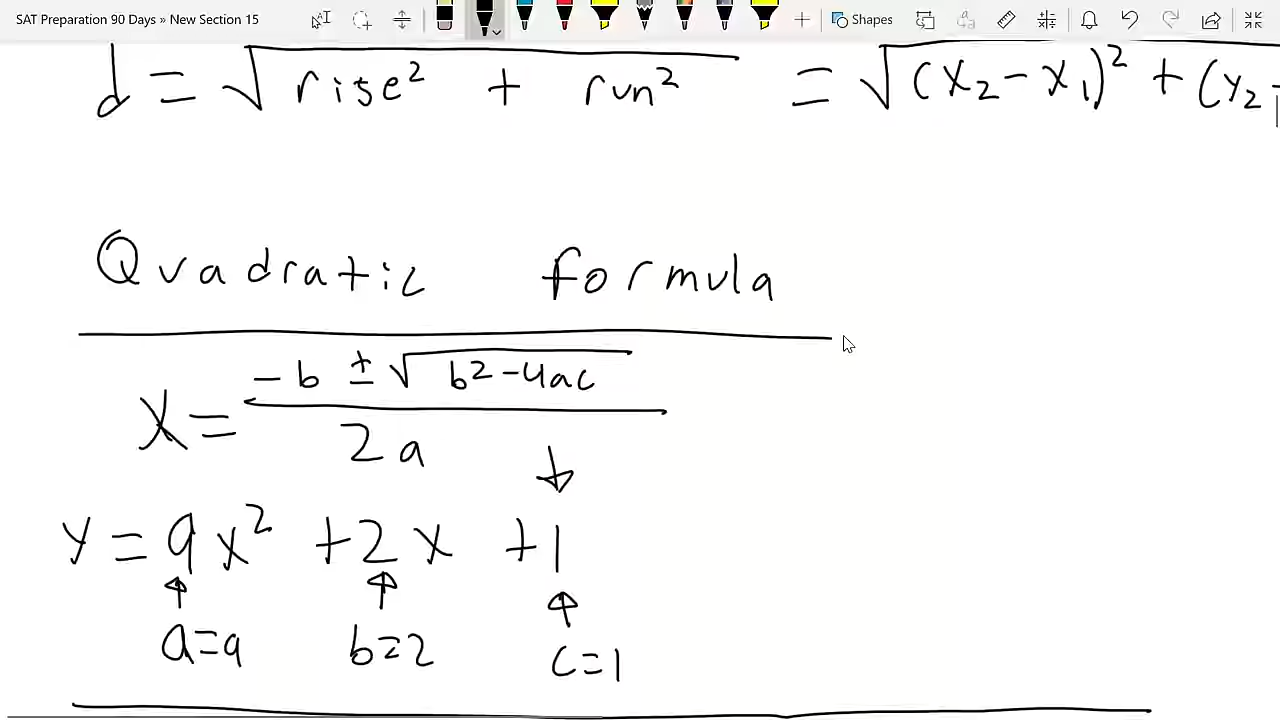 SAT Preparation 90 Days » New Section 15
Shapes
d = √(rise² + run²) = √((x₂ - x₁)² + (y₂ -
Quadratic formula
x = (-b ± √(b² - 4ac)) / 2a
y = 9x² + 2x + 1
a=9 b=2 c=1